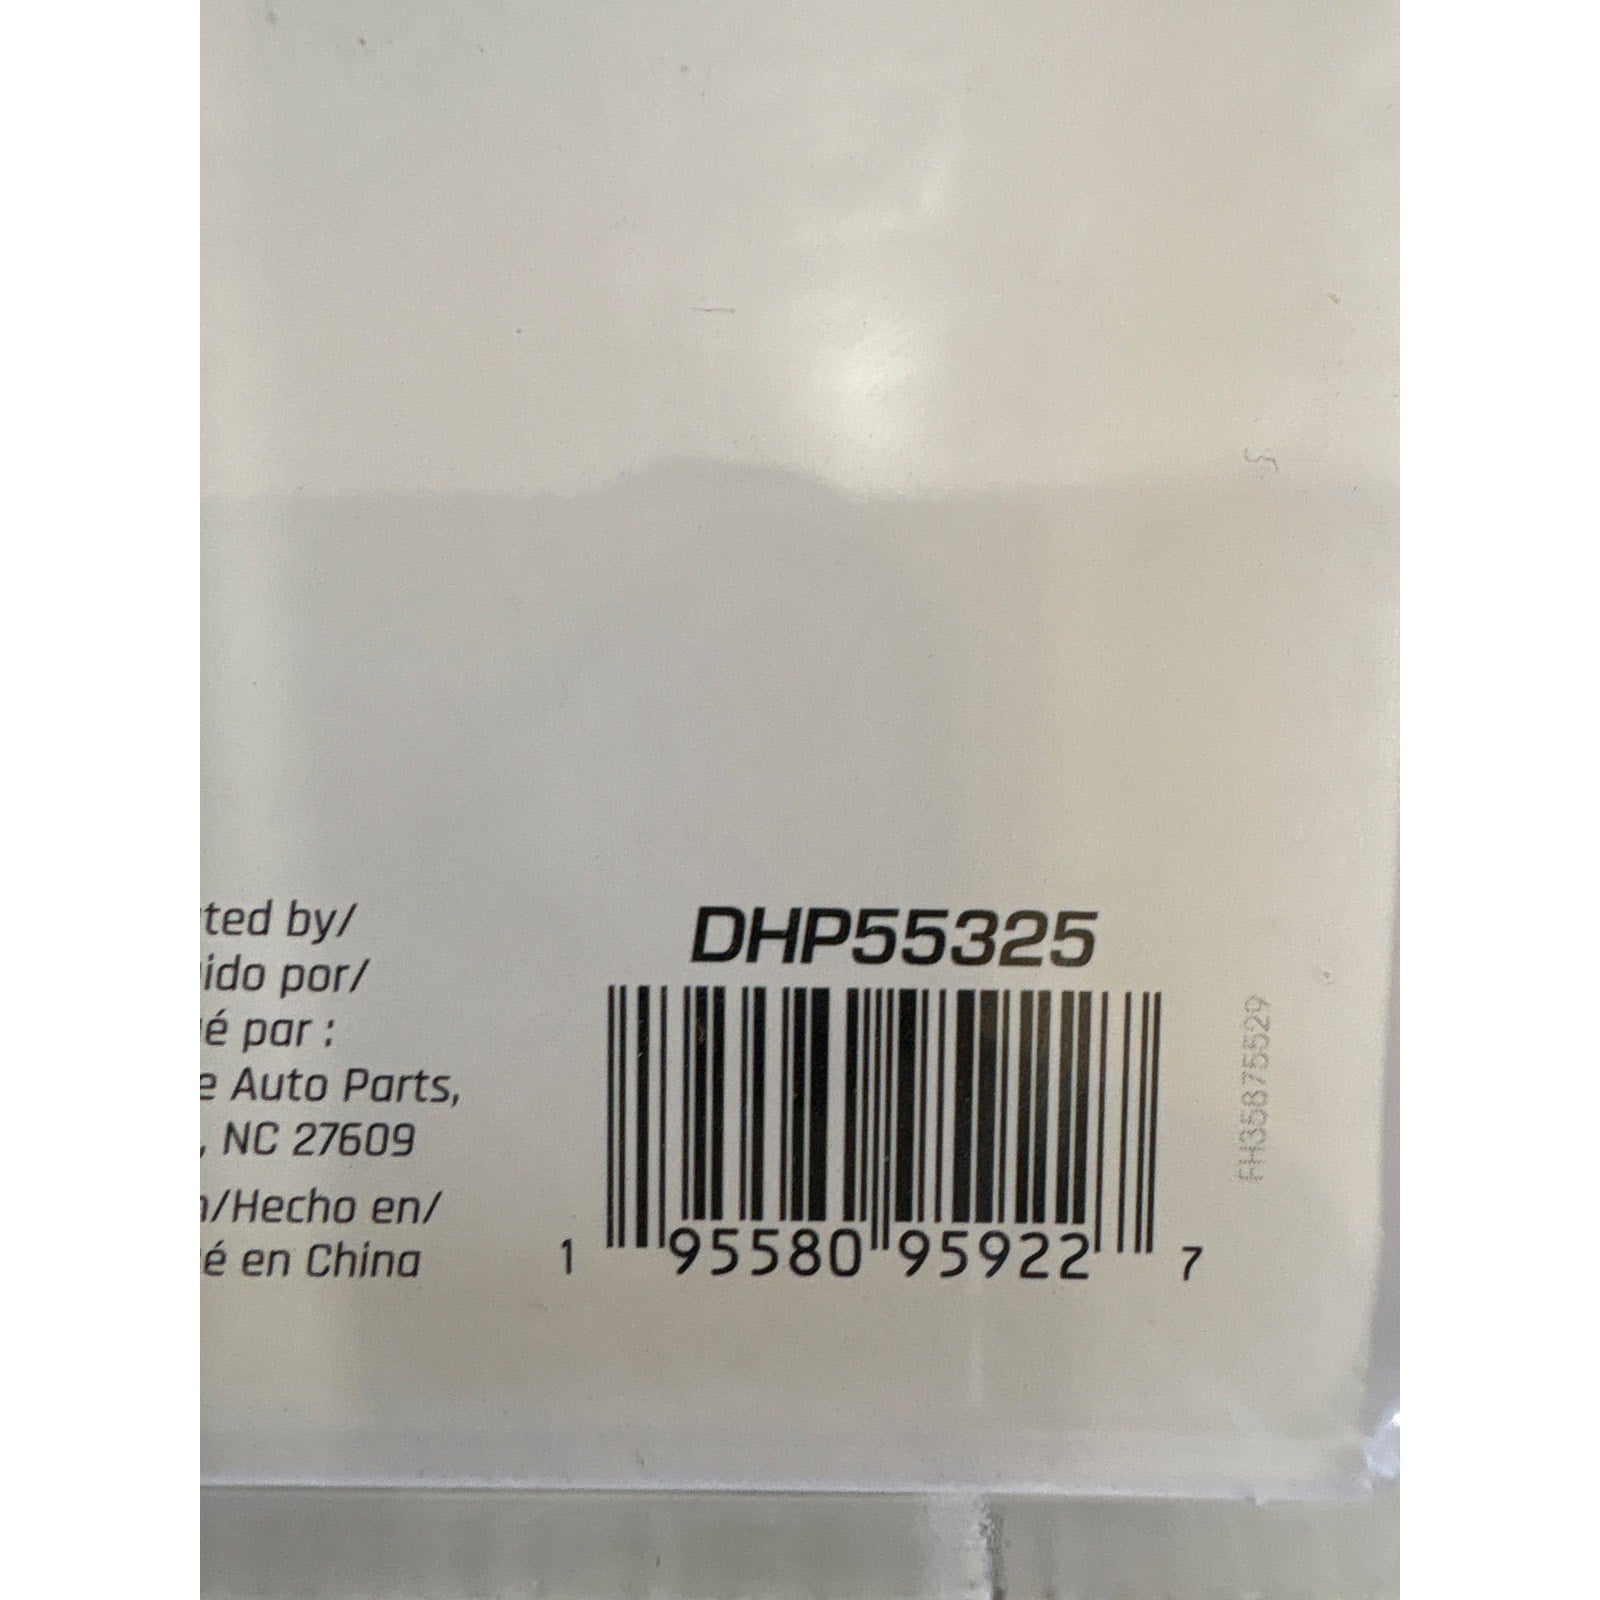 ted by/
ido por/
é par :
e Auto Parts,
, NC 27609
/Hecho en/
é en China
DHP55325
1 95580 95922 7
FH35875529